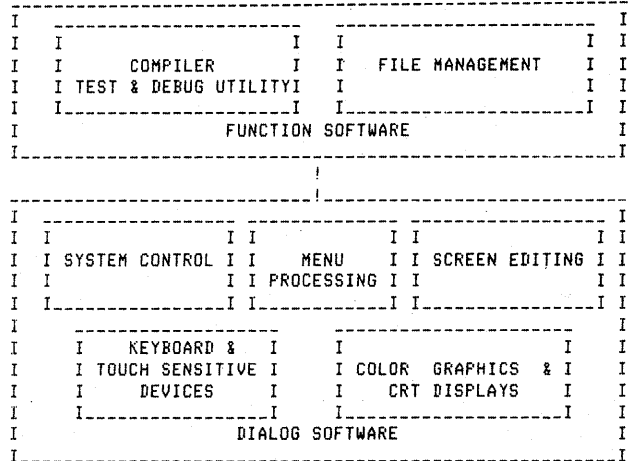 COMPILER FILE MANAGEMENT
TEST & DEBUG UTILITY
FUNCTION SOFTWARE
SYSTEM CONTROL MENU SCREEN EDITING
PROCESSING
KEYBOARD &
TOUCH SENSITIVE COLOR GRAPHICS &
DEVICES CRT DISPLAYS
DIALOG SOFTWARE